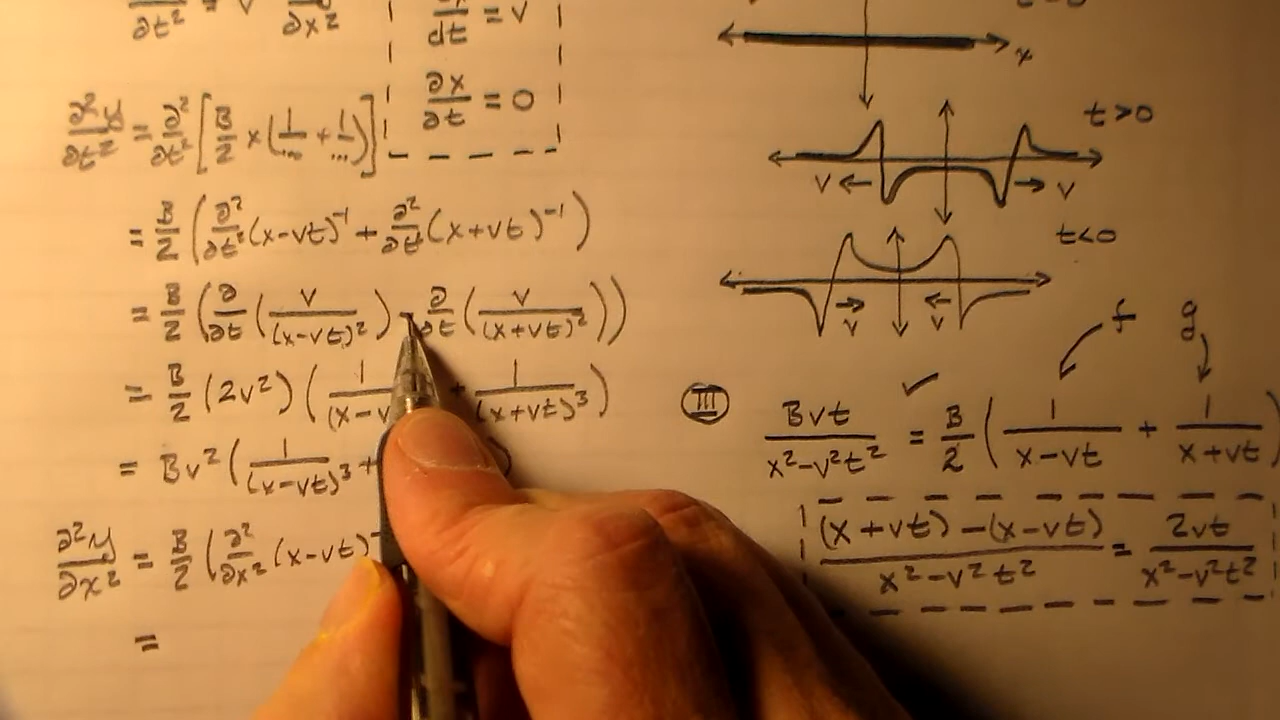 ∂t² = v ∂x²
dt = v
∂x/∂t = 0
∂²y/∂t² = ∂²/∂t² [B/2 × (1/... + 1/...)]
= B/2 (∂²/∂t² (x-vt)⁻¹ + ∂²/∂t² (x+vt)⁻¹)
= B/2 (∂/∂t (v/(x-vt)²) - ∂/∂t (v/(x+vt)²))
= B/2 (2v²) (1/(x-v + 1/(x+vt)³)
= Bv² (1/(x-vt)³ +
∂²y/∂x² = B/2 (∂²/∂x² (x-vt)⁻
=
x
t>0
v ← → v
t<0
→ v ← v
f g
III Bvt/(x²-v²t²) = B/2 (1/(x-vt) + 1/(x+vt))
((x+vt)-(x-vt))/(x²-v²t²) = 2vt/(x²-v²t²)